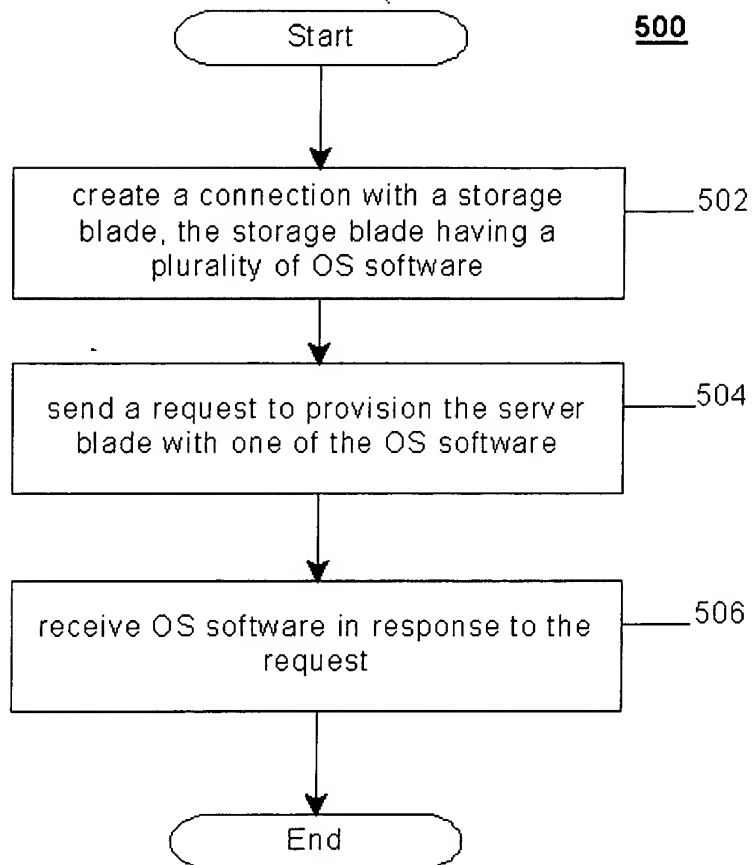 Start
500
create a connection with a storage
blade, the storage blade having a
plurality of OS software
502
send a request to provision the server
blade with one of the OS software
504
receive OS software in response to the
request
506
End